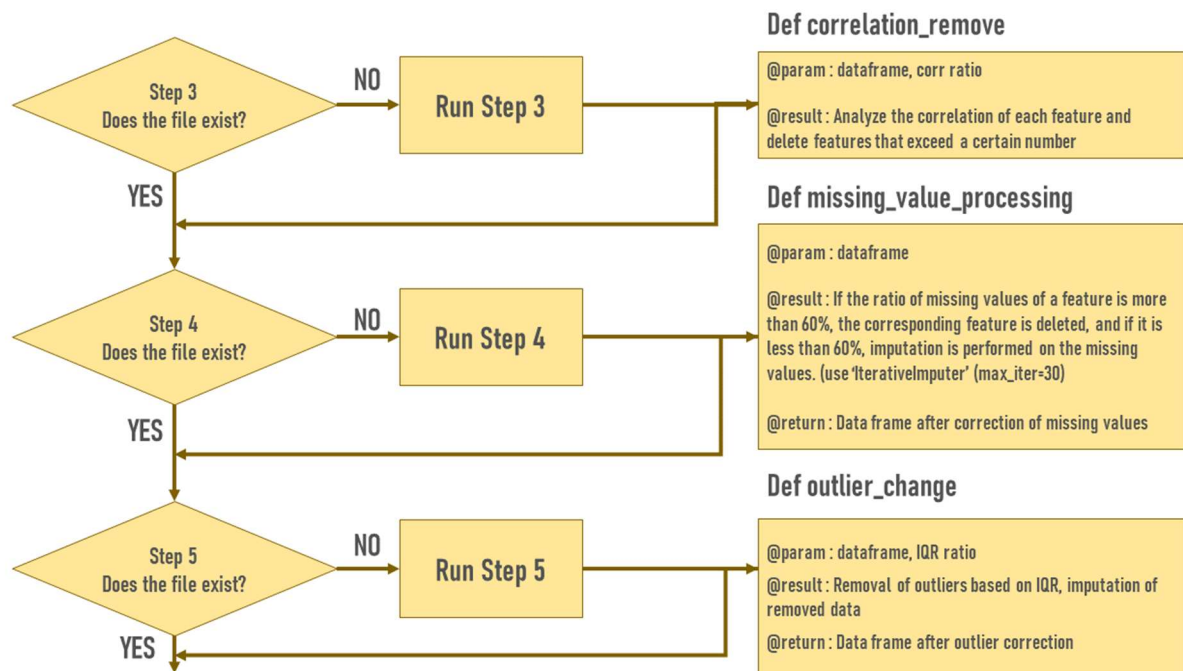 Def correlation_remove
Step 3
Does the file exist?
NO
Run Step 3
@param : dataframe, corr ratio
@result : Analyze the correlation of each feature and
delete features that exceed a certain number
YES
Def missing_value_processing
Step 4
Does the file exist?
NO
Run Step 4
@param : dataframe
@result : If the ratio of missing values of a feature is more
than 60%, the corresponding feature is deleted, and if it is
less than 60%, imputation is performed on the missing
values. (use 'IterativeImputer' (max_iter=30)
@return : Data frame after correction of missing values
YES
Def outlier_change
Step 5
Does the file exist?
NO
Run Step 5
@param : dataframe, IQR ratio
@result : Removal of outliers based on IQR, imputation of
removed data
@return : Data frame after outlier correction
YES